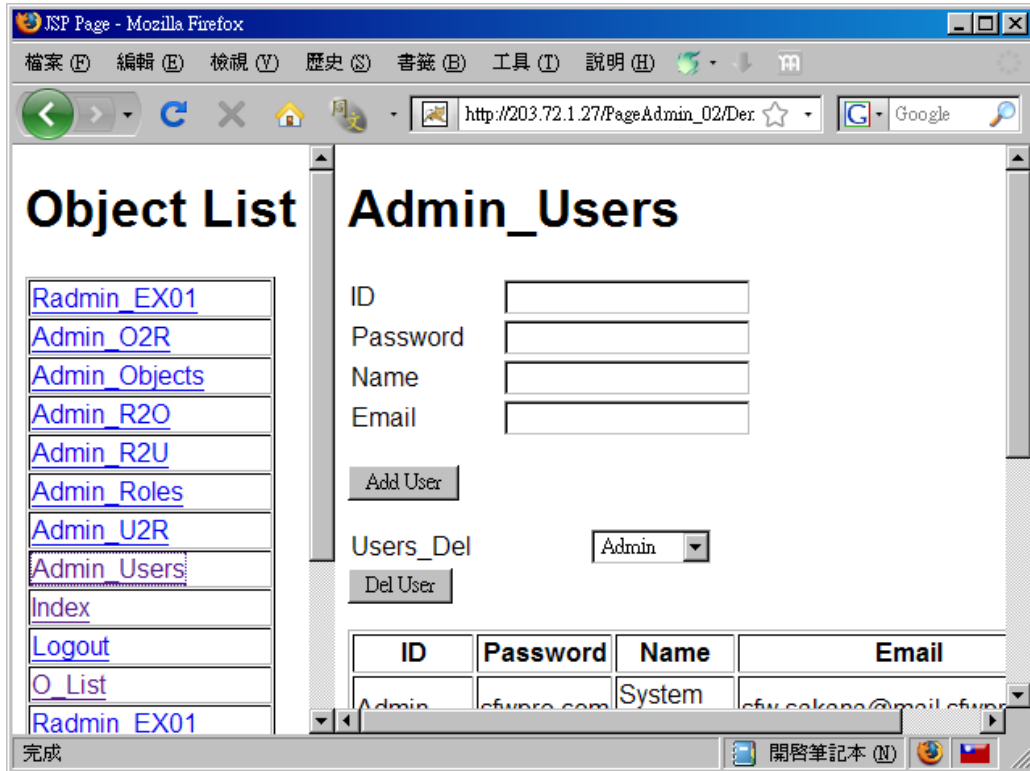 JSP Page - Mozilla Firefox
檔案 (F) 編輯 (E) 檢視 (V) 歷史 (S) 書籤 (B) 工具 (T) 說明 (H)
http://203.72.1.27/PageAdmin_02/Der Google
Object List
Radmin_EX01
Admin_O2R
Admin_Objects
Admin_R2O
Admin_R2U
Admin_Roles
Admin_U2R
Admin_Users
Index
Logout
O_List
Radmin_EX01
Admin_Users
ID
Password
Name
Email
Add User
Users_Del Admin
Del User
ID Password Name Email
Admin sfwpro.com System
完成 開啓筆記本 (N)